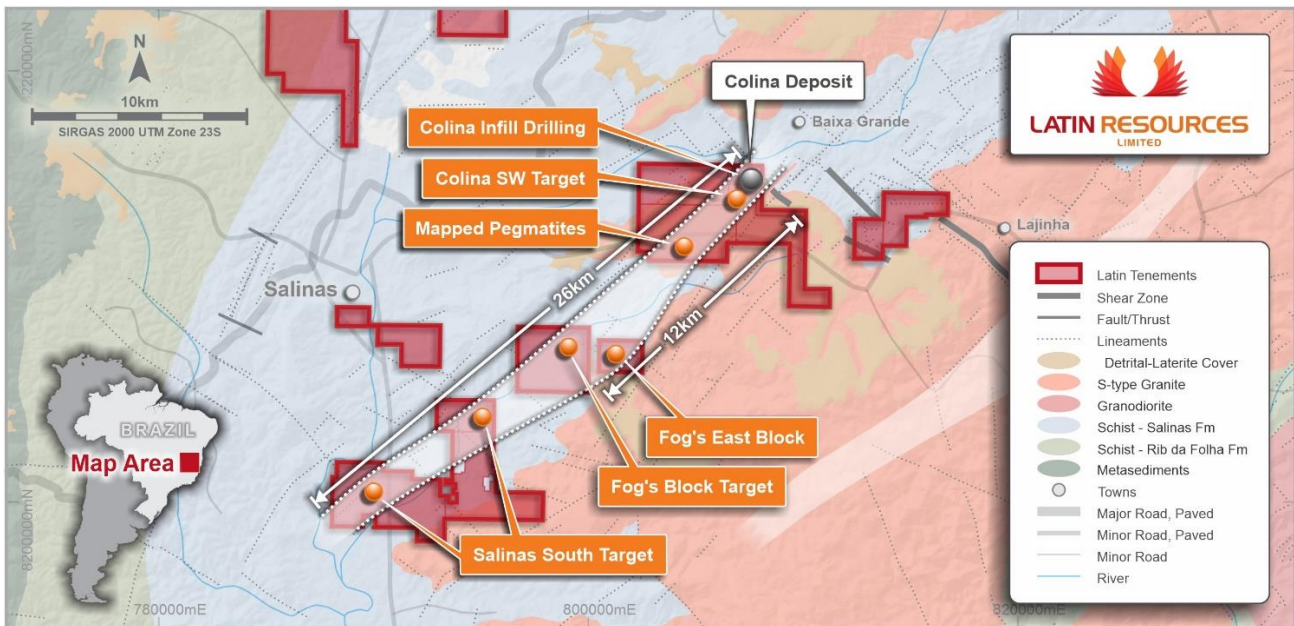 2200000mN
N
10km
SIRGAS 2000 UTM Zone 23S
Colina Deposit
Colina Infill Drilling
Baixa Grande
Colina SW Target
Mapped Pegmatites
Lajinha
Salinas
26km
12km
Fog's East Block
Fog's Block Target
Salinas South Target
BRAZIL
Map Area
8200000mN
780000mE
800000mE
820000mE
LATIN RESOURCES
LIMITED
Latin Tenements
Shear Zone
Fault/Thrust
Lineaments
Detrital-Laterite Cover
S-type Granite
Granodiorite
Schist - Salinas Fm
Schist - Rib da Folha Fm
Metasediments
Towns
Major Road, Paved
Minor Road, Paved
Minor Road
River